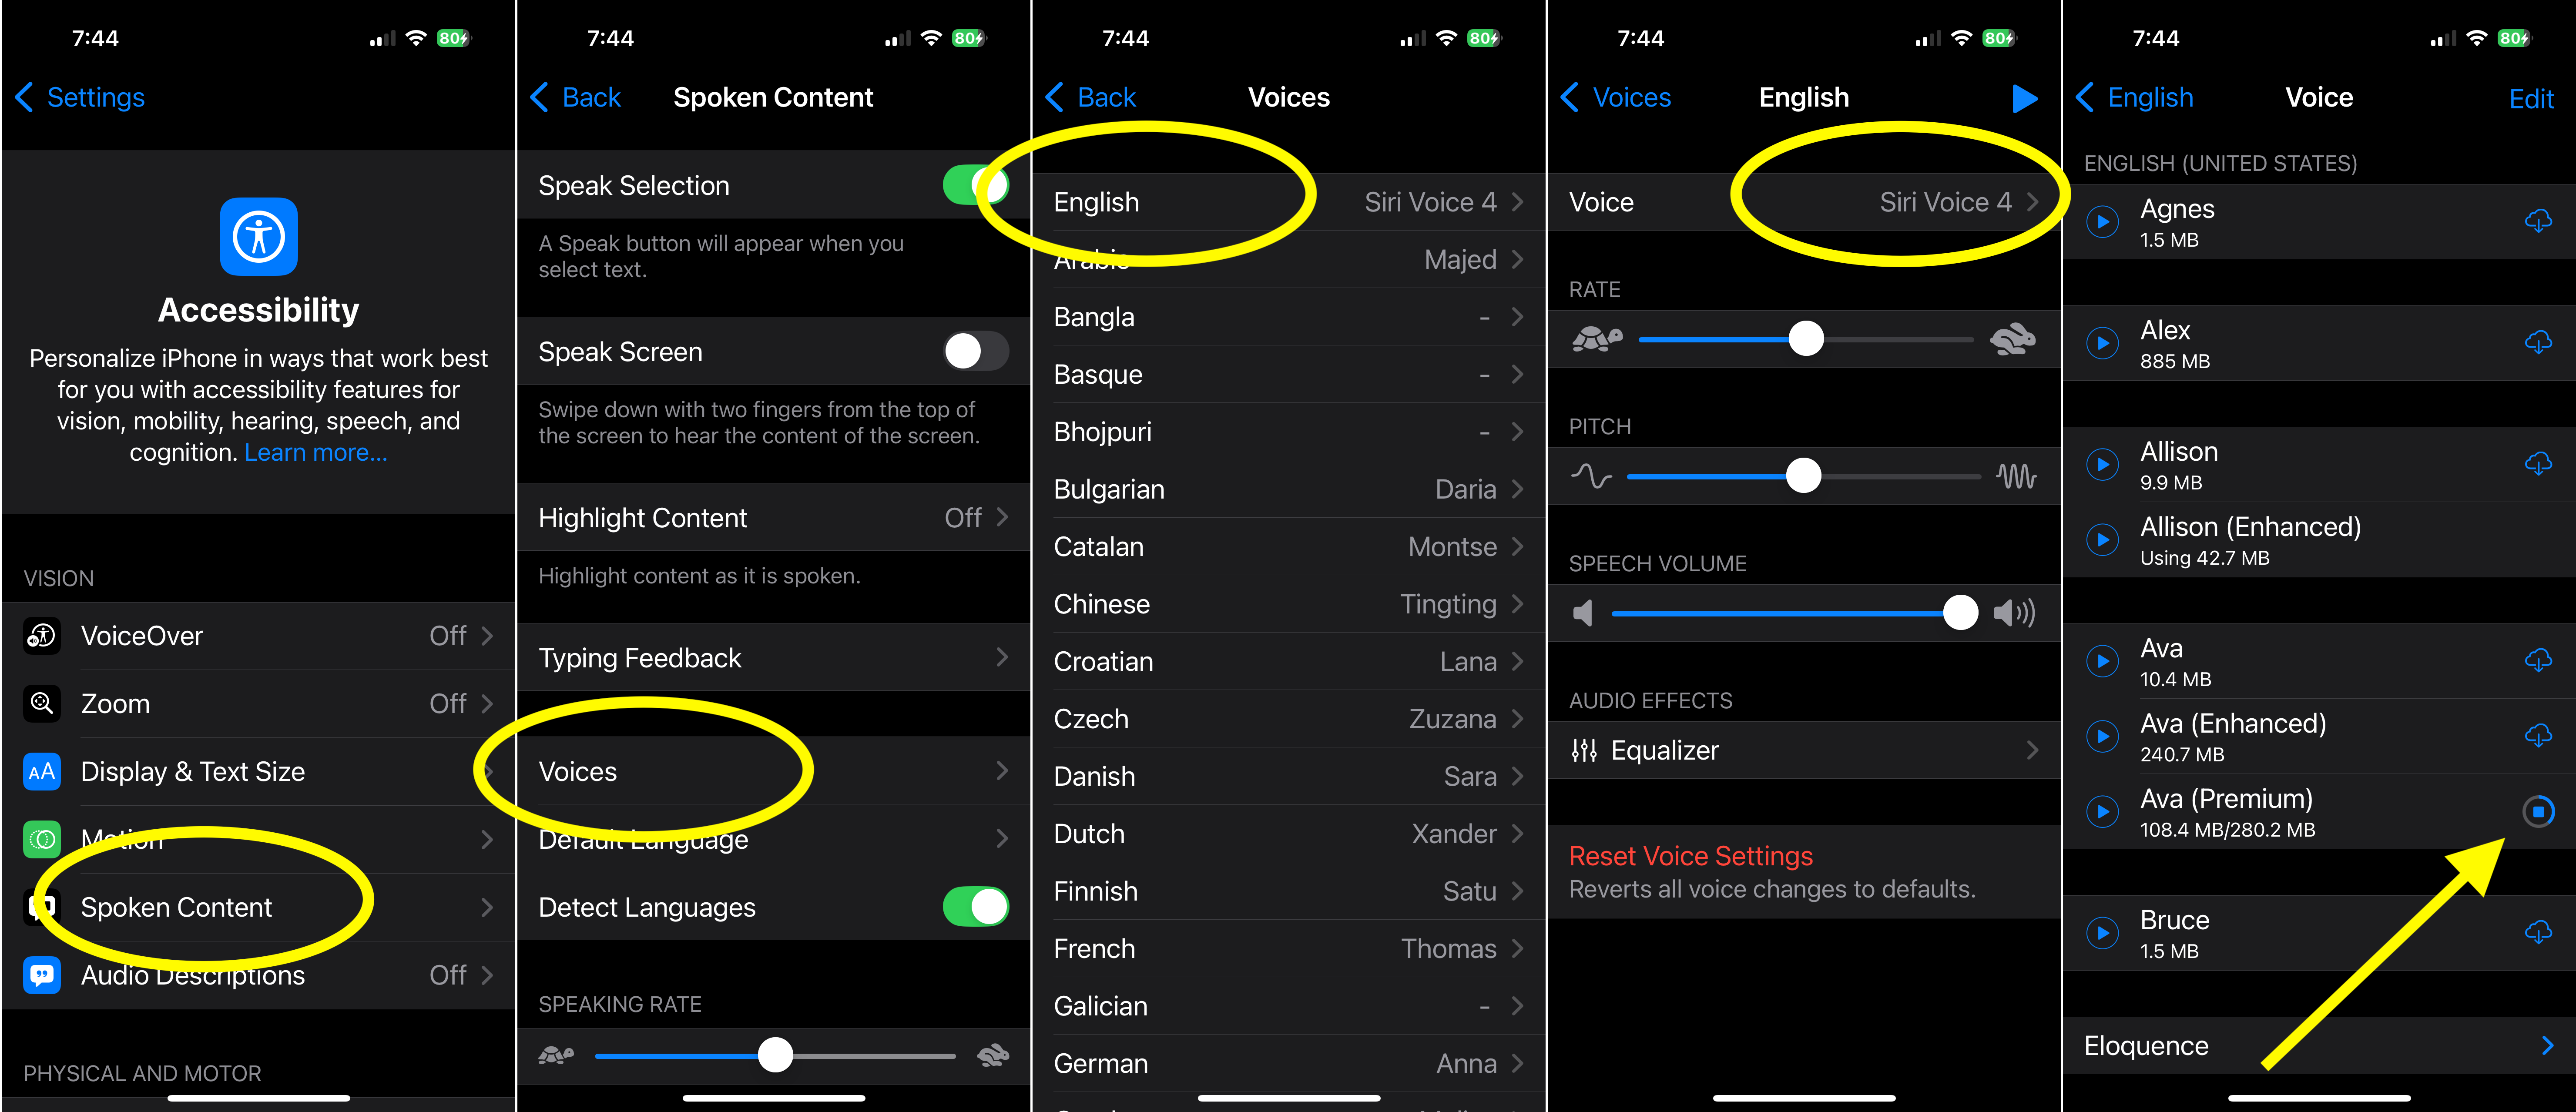 7:44
80
Settings
Accessibility
Personalize iPhone in ways that work best
for you with accessibility features for
vision, mobility, hearing, speech, and
cognition. Learn more...
VISION
VoiceOver Off
Zoom Off
AA Display & Text Size
Motion
Spoken Content
Audio Descriptions Off
PHYSICAL AND MOTOR
7:44
80
Back Spoken Content
Speak Selection
A Speak button will appear when you
select text.
Speak Screen
Swipe down with two fingers from the top of
the screen to hear the content of the screen.
Highlight Content Off
Highlight content as it is spoken.
Typing Feedback
Voices
Default Language
Detect Languages
SPEAKING RATE
7:44
80
Back Voices
English Siri Voice 4
Arabic Majed
Bangla -
Basque -
Bhojpuri -
Bulgarian Daria
Catalan Montse
Chinese Tingting
Croatian Lana
Czech Zuzana
Danish Sara
Dutch Xander
Finnish Satu
French Thomas
Galician -
German Anna
7:44
80
Voices English
Voice Siri Voice 4
RATE
PITCH
SPEECH VOLUME
AUDIO EFFECTS
Equalizer
Reset Voice Settings
Reverts all voice changes to defaults.
7:44
80
English Voice Edit
ENGLISH (UNITED STATES)
Agnes
1.5 MB
Alex
885 MB
Allison
9.9 MB
Allison (Enhanced)
Using 42.7 MB
Ava
10.4 MB
Ava (Enhanced)
240.7 MB
Ava (Premium)
108.4 MB/280.2 MB
Bruce
1.5 MB
Eloquence